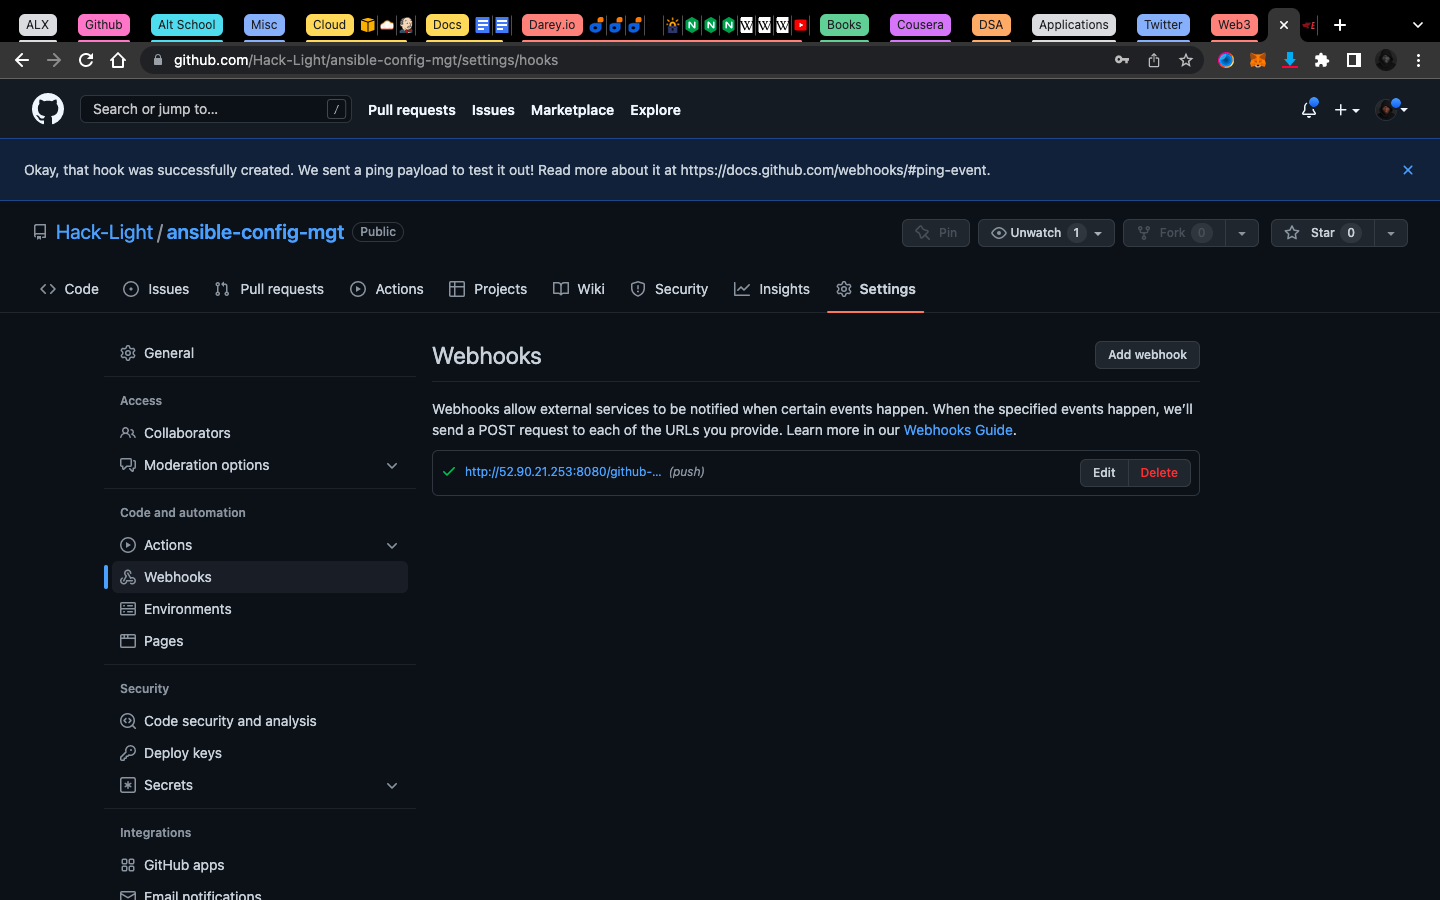 ALX
Github
Alt School
Misc
Cloud
Docs
Darey.io
Books
Cousera
DSA
Applications
Twitter
Web3
github.com/Hack-Light/ansible-config-mgt/settings/hooks
Search or jump to...
/
Pull requests
Issues
Marketplace
Explore
Okay, that hook was successfully created. We sent a ping payload to test it out! Read more about it at https://docs.github.com/webhooks/#ping-event.
Hack-Light / ansible-config-mgt
Public
Pin
Unwatch 1
Fork 0
Star 0
Code
Issues
Pull requests
Actions
Projects
Wiki
Security
Insights
Settings
General
Access
Collaborators
Moderation options
Code and automation
Actions
Webhooks
Environments
Pages
Security
Code security and analysis
Deploy keys
Secrets
Integrations
GitHub apps
Email notifications
Webhooks
Add webhook
Webhooks allow external services to be notified when certain events happen. When the specified events happen, we’ll
send a POST request to each of the URLs you provide. Learn more in our Webhooks Guide.
http://52.90.21.253:8080/github-... (push)
Edit
Delete